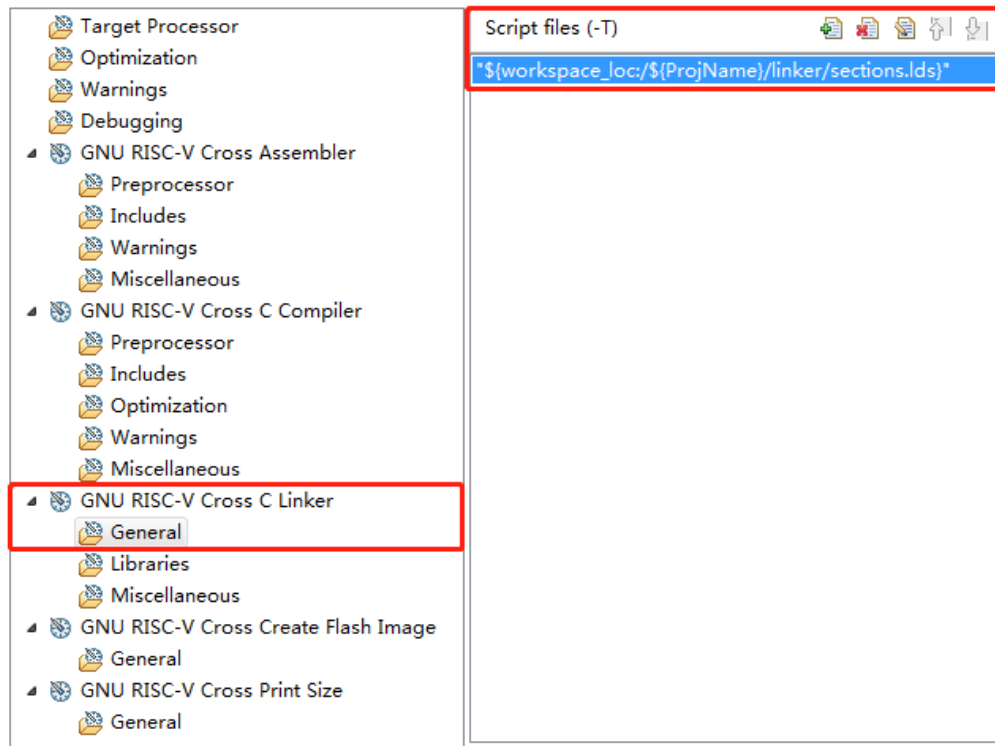 Target Processor
Optimization
Warnings
Debugging
GNU RISC-V Cross Assembler
Preprocessor
Includes
Warnings
Miscellaneous
GNU RISC-V Cross C Compiler
Preprocessor
Includes
Optimization
Warnings
Miscellaneous
GNU RISC-V Cross C Linker
General
Libraries
Miscellaneous
GNU RISC-V Cross Create Flash Image
General
GNU RISC-V Cross Print Size
General
Script files (-T)
"${workspace_loc:/${ProjName}/linker/sections.lds}"